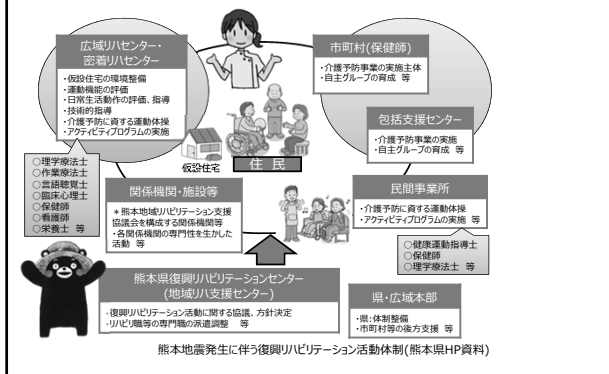 広域リハセンター・
密着リハセンター
・仮設住宅の環境整備
・運動機能の評価
・日常生活動作の評価、指導
・技術的指導
・介護予防に資する運動体操
・アクティビティプログラムの実施
○理学療法士
○作業療法士
○言語聴覚士
○臨床心理士
○保健師
○看護師
○栄養士 等
市町村(保健師)
・介護予防事業の実施主体
・自主グループの育成 等
包括支援センター
・介護予防事業の実施
・自主グループの育成 等
仮設住宅
住 民
関係機関・施設等
＊熊本地域リハビリテーション支援
協議会を構成する関係機関等
・各関係機関の専門性を生かした
活動 等
民間事業所
・介護予防に資する運動体操
・アクティビティプログラムの実施 等
○健康運動指導士
○保健師
○理学療法士 等
熊本県復興リハビリテーションセンター
(地域リハ支援センター)
・復興リハビリテーション活動に関する協議、方針決定
・リハビリ職等の専門職の派遣調整 等
県・広域本部
・県:体制整備
・市町村等の後方支援 等
熊本地震発生に伴う復興リハビリテーション活動体制(熊本県HP資料)